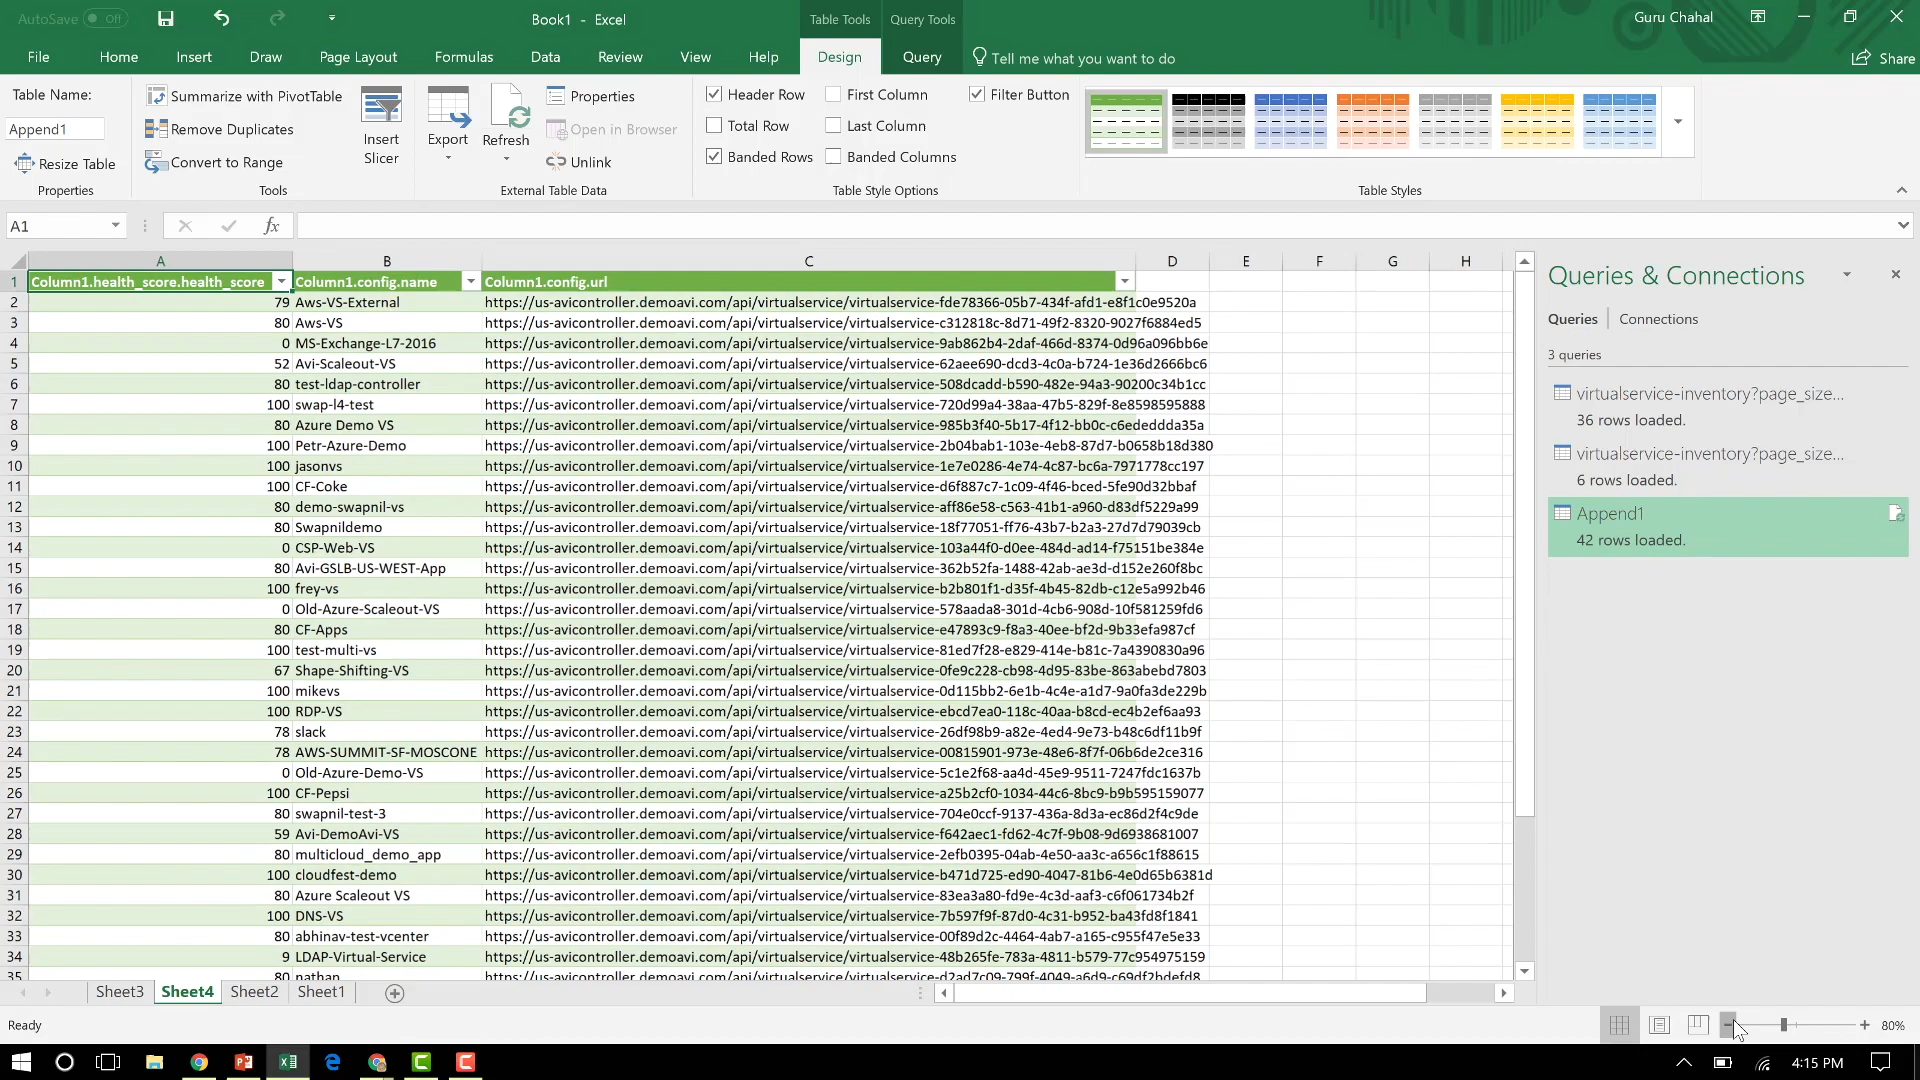 AutoSave Off
Book1 - Excel
Table Tools Query Tools
Guru Chahal
File Home Insert Draw Page Layout Formulas Data Review View Help Design Query Tell me what you want to do Share
Table Name:
Append1
Resize Table
Properties
Summarize with PivotTable
Remove Duplicates
Convert to Range
Insert Slicer
Tools
Export
Refresh
Properties
Open in Browser
Unlink
External Table Data
Header Row First Column Filter Button
Total Row Last Column
Banded Rows Banded Columns
Table Style Options
Table Styles
A1 fx
A B C D E F G H
1 Column1.health_score.health_score Column1.config.name Column1.config.url
2 79 Aws-VS-External https://us-avicontroller.demoavi.com/api/virtualservice/virtualservice-fde78366-05b7-434f-afd1-e8f1c0e9520a
3 80 Aws-VS https://us-avicontroller.demoavi.com/api/virtualservice/virtualservice-c312818c-8d71-49f2-8320-9027f6884ed5
4 0 MS-Exchange-L7-2016 https://us-avicontroller.demoavi.com/api/virtualservice/virtualservice-9ab862b4-2daf-466d-8374-0d96a096bb6e
5 52 Avi-Scaleout-VS https://us-avicontroller.demoavi.com/api/virtualservice/virtualservice-62aee690-dcd3-4c0a-b724-1e36d2666bc6
6 80 test-ldap-controller https://us-avicontroller.demoavi.com/api/virtualservice/virtualservice-508dcadd-b590-482e-94a3-90200c34b1cc
7 100 swap-l4-test https://us-avicontroller.demoavi.com/api/virtualservice/virtualservice-720d99a4-38aa-47b5-829f-8e8598595888
8 80 Azure Demo VS https://us-avicontroller.demoavi.com/api/virtualservice/virtualservice-985b3f40-5b17-4f12-bb0c-c6ededdda35a
9 100 Petr-Azure-Demo https://us-avicontroller.demoavi.com/api/virtualservice/virtualservice-2b04bab1-103e-4eb8-87d7-b0658b18d380
10 100 jasonvs https://us-avicontroller.demoavi.com/api/virtualservice/virtualservice-1e7e0286-4e74-4c87-bc6a-7971778cc197
11 100 CF-Coke https://us-avicontroller.demoavi.com/api/virtualservice/virtualservice-d6f887c7-1c09-4f46-bced-5fe90d32bbaf
12 80 demo-swapnil-vs https://us-avicontroller.demoavi.com/api/virtualservice/virtualservice-aff86e58-c563-41b1-a960-d83df5229a99
13 80 Swapnildemo https://us-avicontroller.demoavi.com/api/virtualservice/virtualservice-18f77051-ff76-43b7-b2a3-27d7d79039cb
14 0 CSP-Web-VS https://us-avicontroller.demoavi.com/api/virtualservice/virtualservice-103a44f0-d0ee-484d-ad14-f75151be384e
15 80 Avi-GSLB-US-WEST-App https://us-avicontroller.demoavi.com/api/virtualservice/virtualservice-362b52fa-1488-42ab-ae3d-d152e260f8bc
16 100 frey-vs https://us-avicontroller.demoavi.com/api/virtualservice/virtualservice-b2b801f1-d35f-4b45-82db-c12e5a992b46
17 0 Old-Azure-Scaleout-VS https://us-avicontroller.demoavi.com/api/virtualservice/virtualservice-578aada8-301d-4cb6-908d-10f581259fd6
18 80 CF-Apps https://us-avicontroller.demoavi.com/api/virtualservice/virtualservice-e47893c9-f8a3-40ee-bf2d-9b33efa987cf
19 100 test-multi-vs https://us-avicontroller.demoavi.com/api/virtualservice/virtualservice-81ed7f28-e829-414e-b81c-7a4390830a96
20 67 Shape-Shifting-VS https://us-avicontroller.demoavi.com/api/virtualservice/virtualservice-0fe9c228-cb98-4d95-83be-863abebd7803
21 100 mikevs https://us-avicontroller.demoavi.com/api/virtualservice/virtualservice-0d115bb2-6e1b-4c4e-a1d7-9a0fa3de229b
22 100 RDP-VS https://us-avicontroller.demoavi.com/api/virtualservice/virtualservice-ebcd7ea0-118c-40aa-b8cd-ec4b2ef6aa93
23 78 slack https://us-avicontroller.demoavi.com/api/virtualservice/virtualservice-26df98b9-a82e-4ed4-9e73-b48c6df11b9f
24 78 AWS-SUMMIT-SF-MOSCONE https://us-avicontroller.demoavi.com/api/virtualservice/virtualservice-00815901-973e-48e6-8f7f-06b6de2ce316
25 0 Old-Azure-Demo-VS https://us-avicontroller.demoavi.com/api/virtualservice/virtualservice-5c1e2f68-aa4d-45e9-9511-7247fdc1637b
26 100 CF-Pepsi https://us-avicontroller.demoavi.com/api/virtualservice/virtualservice-a25b2cf0-1034-44c6-8bc9-b9b595159077
27 80 swapnil-test-3 https://us-avicontroller.demoavi.com/api/virtualservice/virtualservice-704e0ccf-9137-436a-8d3a-ec86d2f4c9de
28 59 Avi-DemoAvi-VS https://us-avicontroller.demoavi.com/api/virtualservice/virtualservice-f642aec1-fd62-4c7f-9b08-9d6938681007
29 80 multicloud_demo_app https://us-avicontroller.demoavi.com/api/virtualservice/virtualservice-2efb0395-04ab-4e50-aa3c-a656c1f88615
30 100 cloudfest-demo https://us-avicontroller.demoavi.com/api/virtualservice/virtualservice-b471d725-ed90-4047-81b6-4e0d65b6381d
31 80 Azure Scaleout VS https://us-avicontroller.demoavi.com/api/virtualservice/virtualservice-83ea3a80-fd9e-4c3d-aaf3-c6f061734b2f
32 100 DNS-VS https://us-avicontroller.demoavi.com/api/virtualservice/virtualservice-7b597f9f-87d0-4c31-b952-ba43fd8f1841
33 80 abhinav-test-vcenter https://us-avicontroller.demoavi.com/api/virtualservice/virtualservice-00f89d2c-4464-4ab7-a165-c955f47e5e33
34 9 LDAP-Virtual-Service https://us-avicontroller.demoavi.com/api/virtualservice/virtualservice-48b265fe-783a-4811-b579-77c954975159
35 80 nathan https://us-avicontroller.demoavi.com/api/virtualservice/virtualservice-d2ad7c09-799f-4049-a6d9-c69df2bdefd8
Queries & Connections
Queries Connections
3 queries
virtualservice-inventory?page_size...
36 rows loaded.
virtualservice-inventory?page_size...
6 rows loaded.
Append1
42 rows loaded.
Sheet3 Sheet4 Sheet2 Sheet1
Ready
80%
4:15 PM